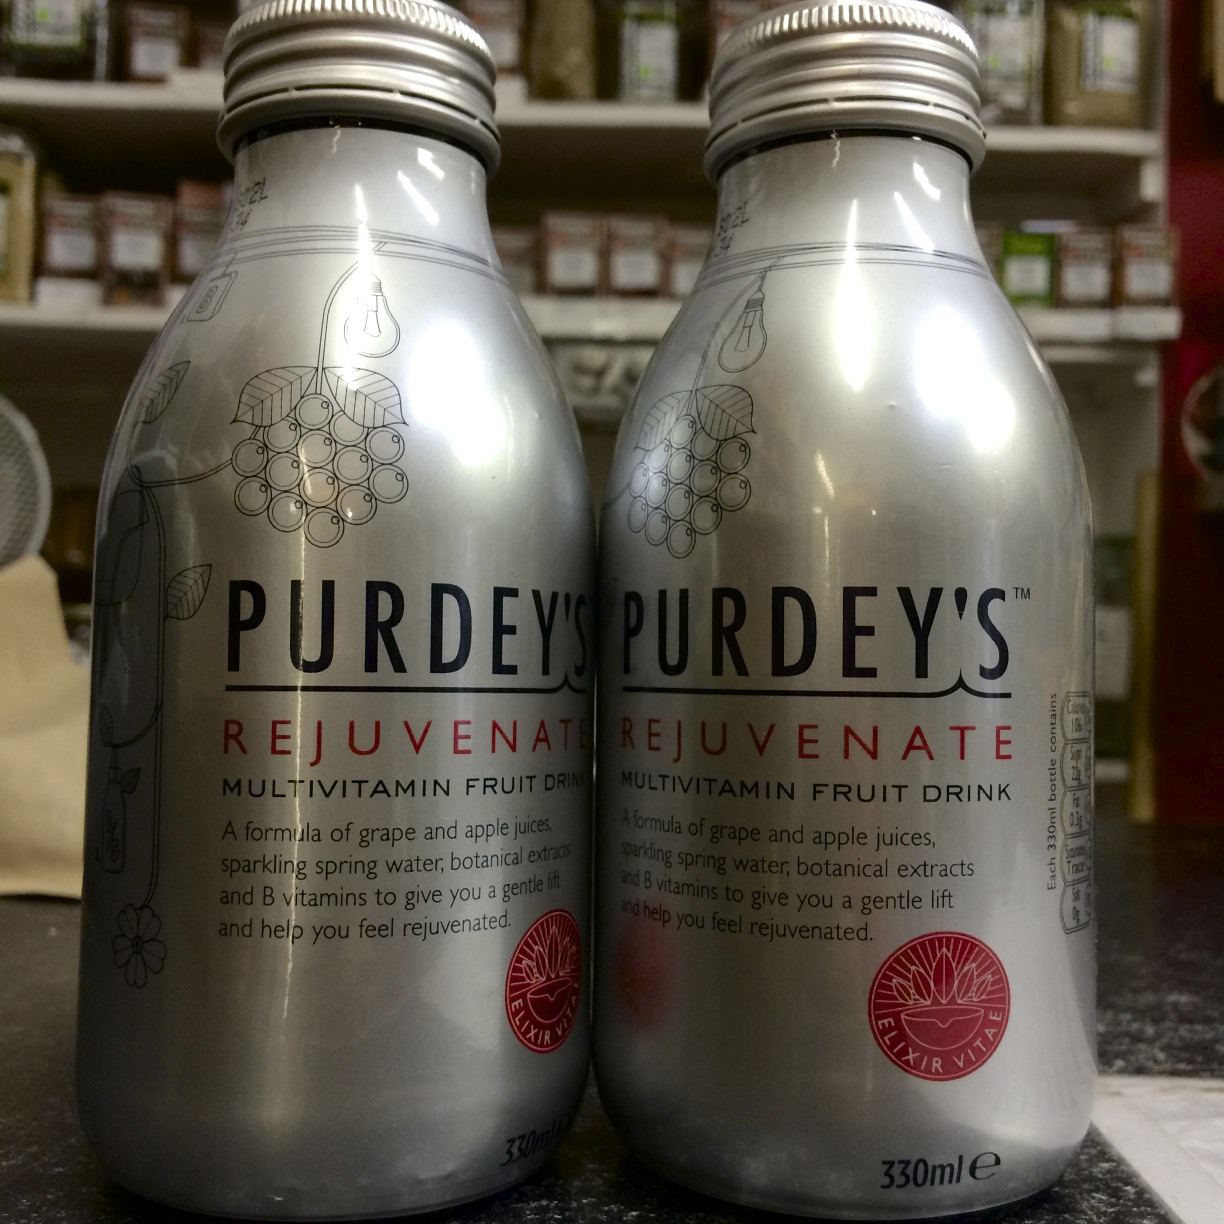 PURDEY'S
REJUVENATE
MULTIVITAMIN FRUIT DRINK
A formula of grape and apple juices,
sparkling spring water, botanical extracts
and B vitamins to give you a gentle lift
and help you feel rejuvenated.
ELIXIR VITAE
330ml
PURDEY'S™
REJUVENATE
MULTIVITAMIN FRUIT DRINK
A formula of grape and apple juices,
sparkling spring water, botanical extracts
and B vitamins to give you a gentle lift
and help you feel rejuvenated.
ELIXIR VITAE
330ml ℮
Each 330ml bottle contains